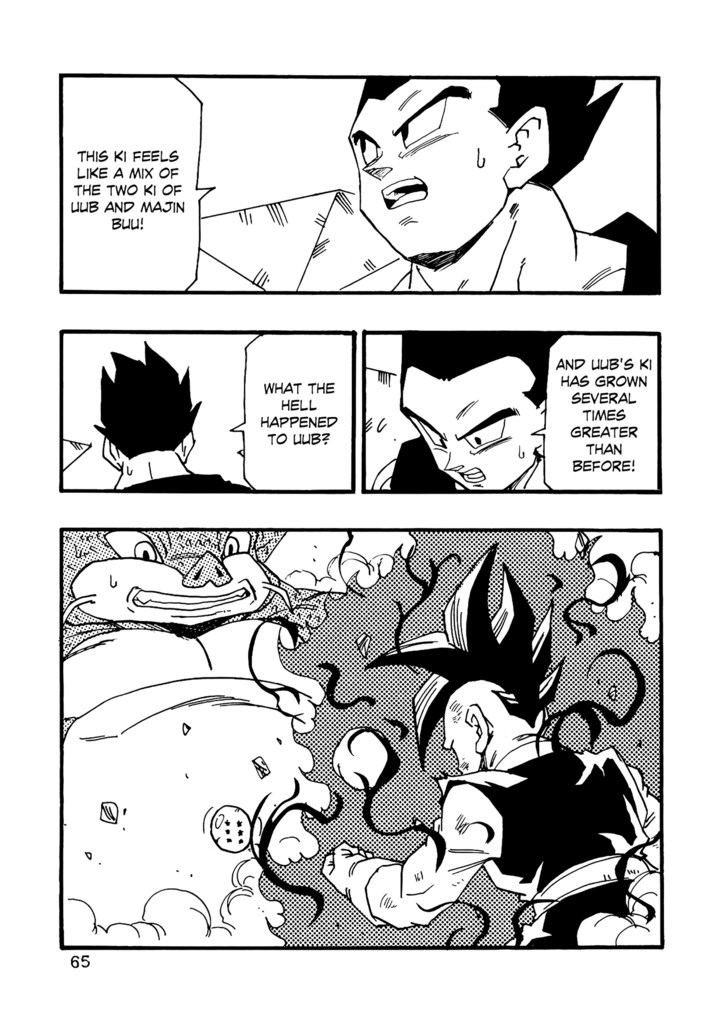 THIS KI FEELS
LIKE A MIX OF
THE TWO KI OF
UUB AND MAJIN
BUU!
AND UUB'S KI
HAS GROWN
SEVERAL
TIMES
GREATER
THAN
BEFORE!
WHAT THE
HELL
HAPPENED
TO UUB?
65